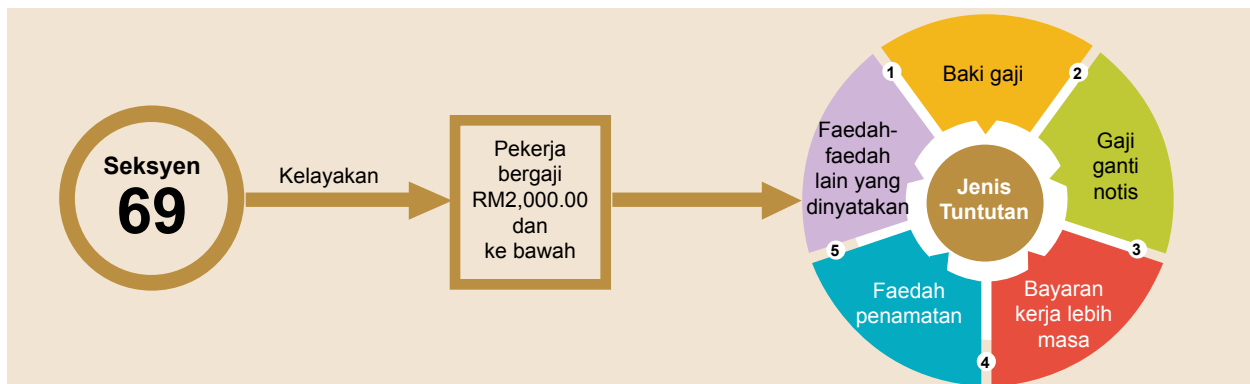 Seksyen
69
Kelayakan
Pekerja
bergaji
RM2,000.00
dan
ke bawah
Jenis
Tuntutan
1
Baki gaji
2
Gaji
ganti
notis
3
Bayaran
kerja lebih
masa
4
Faedah
penamatan
5
Faedah-
faedah
lain yang
dinyatakan